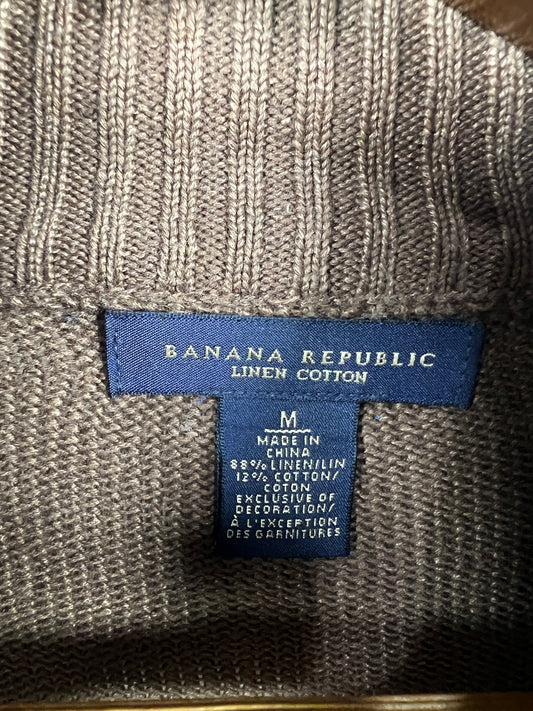 BANANA REPUBLIC
LINEN COTTON
M
MADE IN
CHINA
88% LINEN/LIN
12% COTTON/
COTON
EXCLUSIVE OF
DECORATION/
À L'EXCEPTION
DES GARNITURES